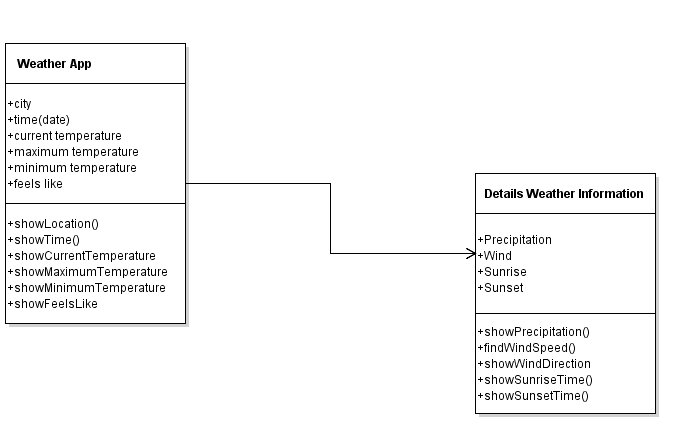 Weather App
+city
+time(date)
+current temperature
+maximum temperature
+minimum temperature
+feels like
+showLocation()
+showTime()
+showCurrentTemperature
+showMaximumTemperature
+showMinimumTemperature
+showFeelsLike
Details Weather Information
+Precipitation
+Wind
+Sunrise
+Sunset
+showPrecipitation()
+findWindSpeed()
+showWindDirection
+showSunriseTime()
+showSunsetTime()